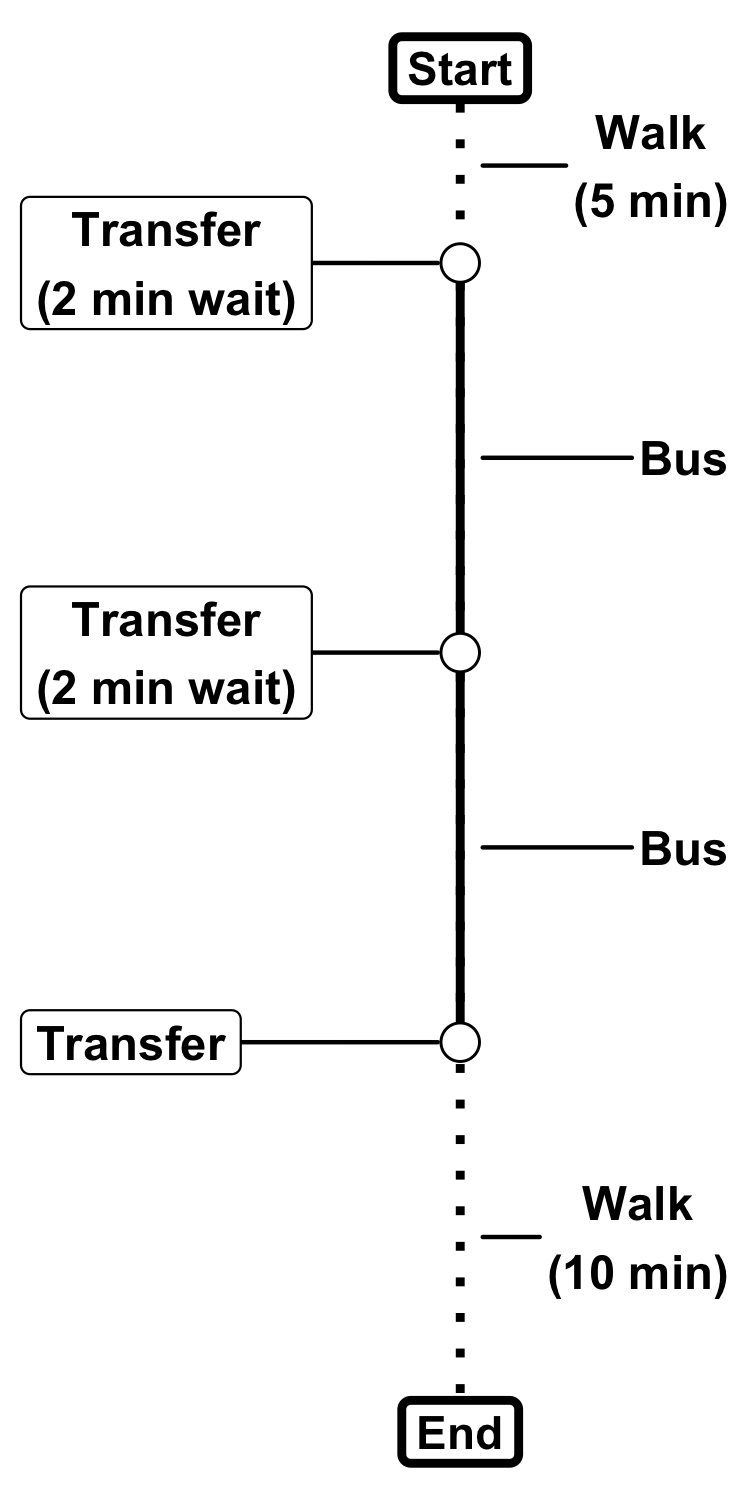 Start
Walk
(5 min)
Transfer
(2 min wait)
Bus
Transfer
(2 min wait)
Bus
Transfer
Walk
(10 min)
End